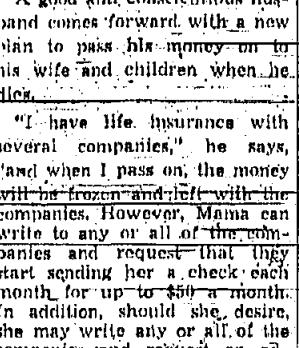 A good and conscientious hus-
band comes forward with a new
plan to pass his money on to
his wife and children when he
dies.
"I have life insurance with
several companies," he says,
"and when I pass on, the money
will be frozen and left with the
companies. However, Mama can
write to any or all of the com-
panies and request that they
start sending her a check each
month for up to $50 a month.
In addition, should she desire,
she may write any or all of the
companies and request